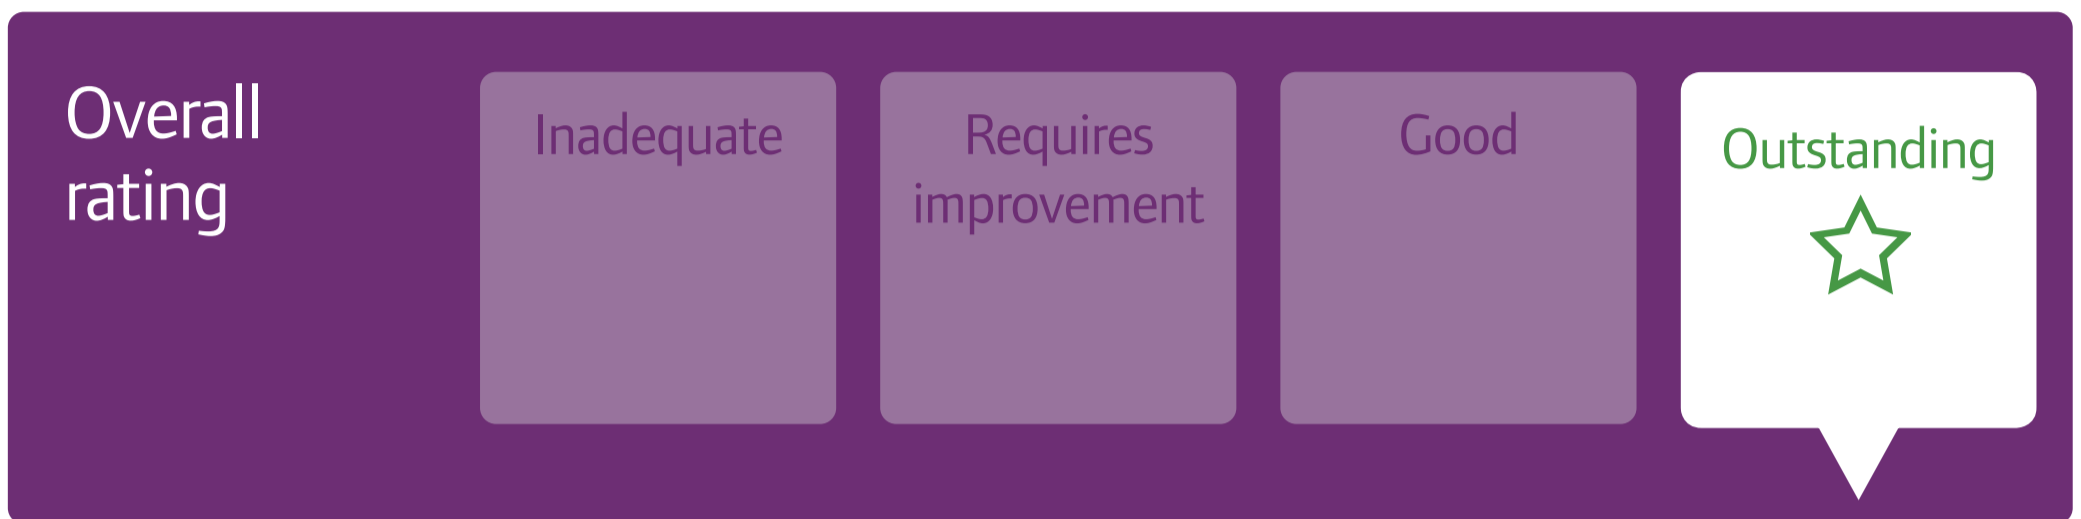 Overall
rating
Inadequate
Requires
improvement
Good
Outstanding